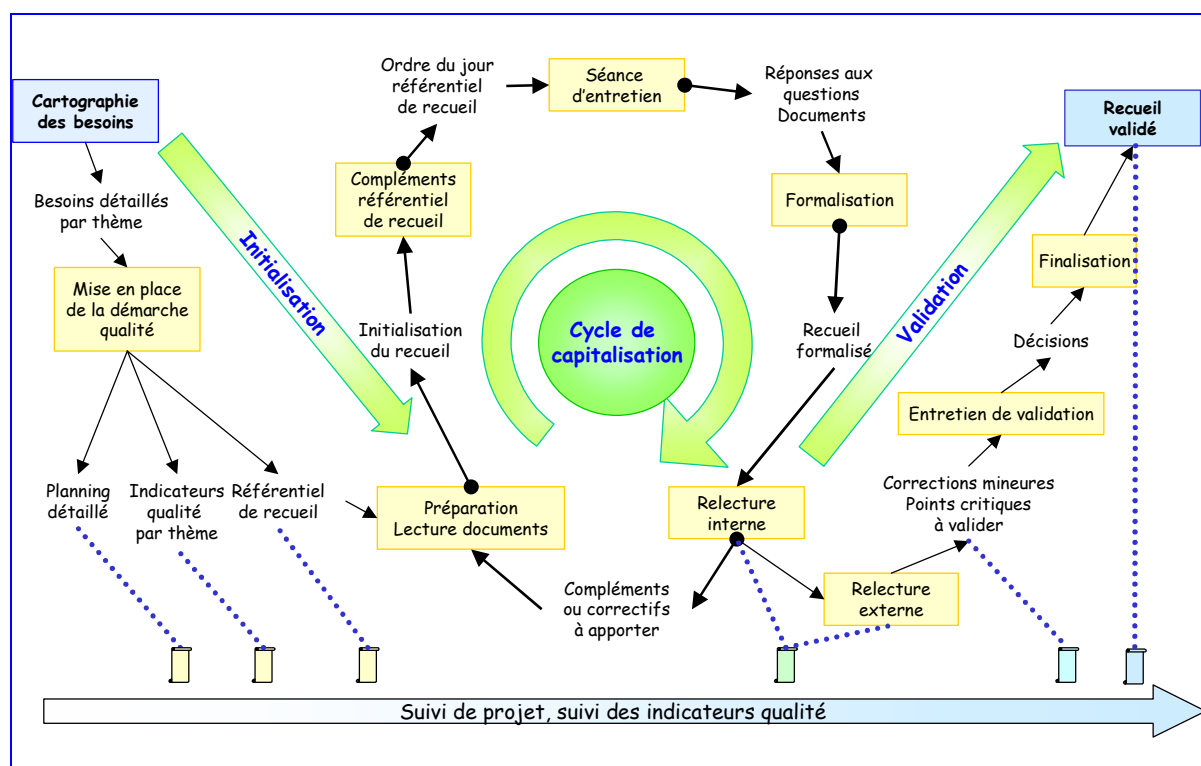 Cartographie
des besoins
Besoins détaillés
par thème
Mise en place
de la démarche
qualité
Planning
détaillé
Indicateurs
qualité
par thème
Référentiel
de recueil
Initialisation
Préparation
Lecture documents
Initialisation
du recueil
Compléments
référentiel
de recueil
Ordre du jour
référentiel
de recueil
Séance
d'entretien
Réponses aux
questions
Documents
Formalisation
Recueil
formalisé
Cycle de
capitalisation
Relecture
interne
Compléments
ou correctifs
à apporter
Relecture
externe
Validation
Corrections mineures
Points critiques
à valider
Entretien de validation
Décisions
Finalisation
Recueil
validé
Suivi de projet, suivi des indicateurs qualité